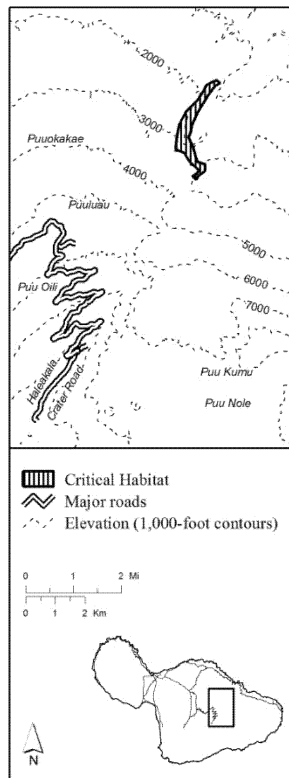 2000
3000
Puuokakae
4000
Puuluau
5000
6000
Puu Oili
7000
Haleakala
Crater Road
Puu Kumu
Puu Nole
Critical Habitat
Major roads
Elevation (1,000-foot contours)
0 1 2 Mi
0 1 2 Km
N